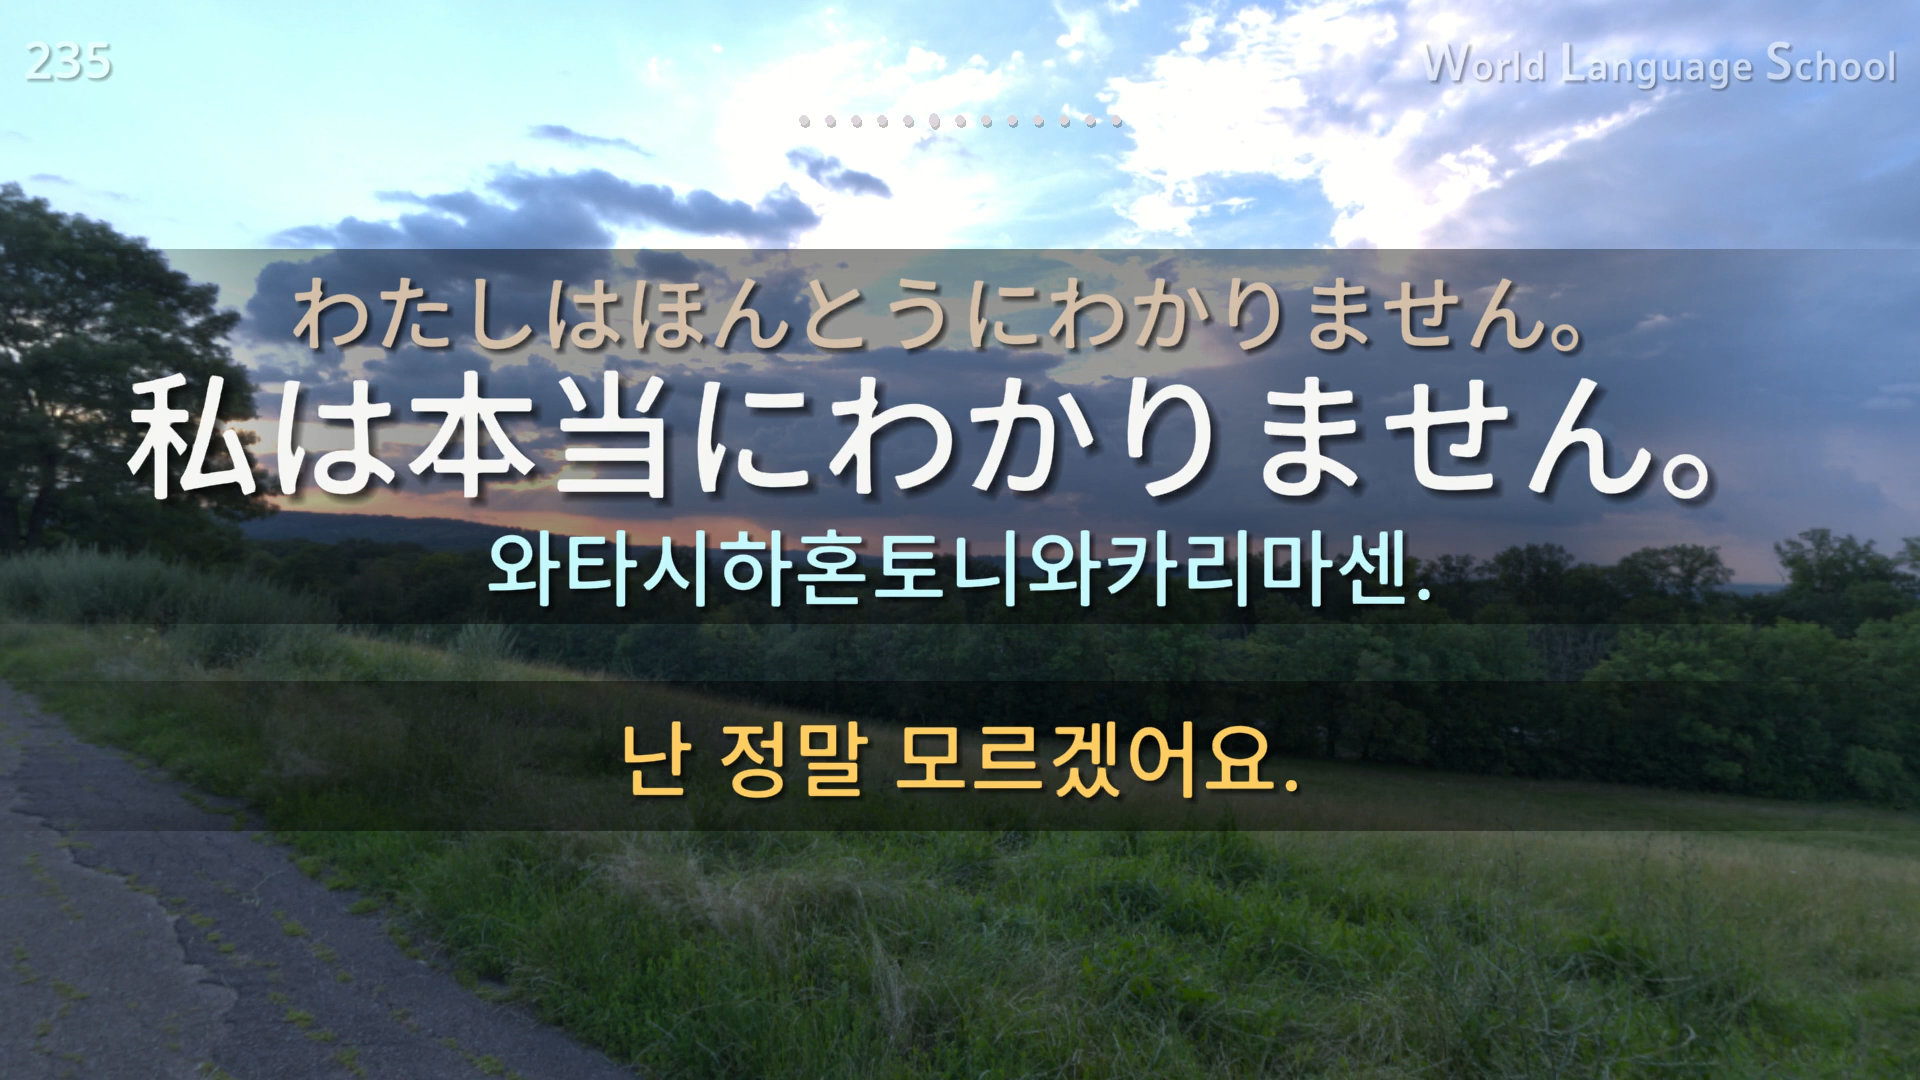 235
World Language School
わたしはほんとうにわかりません。
私は本当にわかりません。
와타시하혼토니와카리마센.
난 정말 모르겠어요.